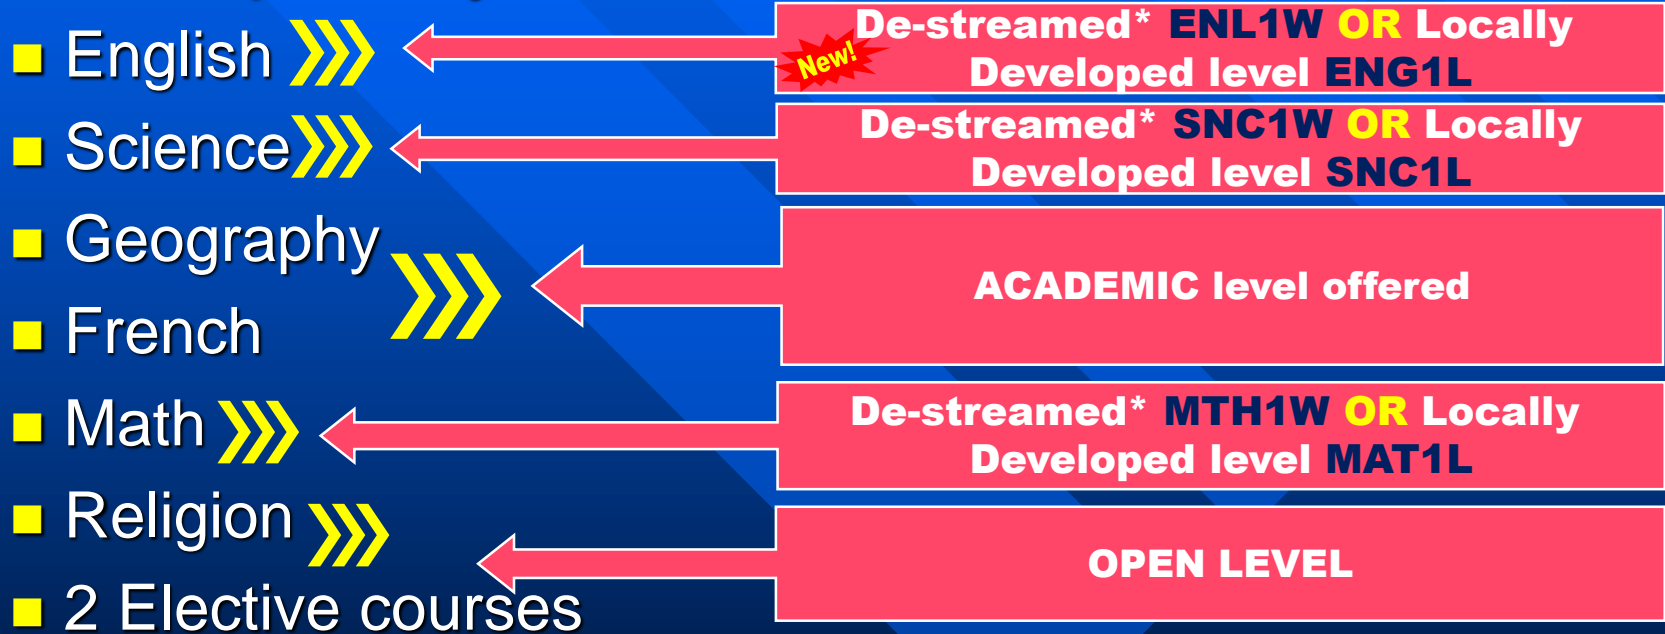 English
De-streamed* ENL1W OR Locally
New!
Developed level ENG1L
Science
De-streamed* SNC1W OR Locally
Developed level SNC1L
Geography
ACADEMIC level offered
French
Math
De-streamed* MTH1W OR Locally
Developed level MAT1L
Religion
OPEN LEVEL
2 Elective courses